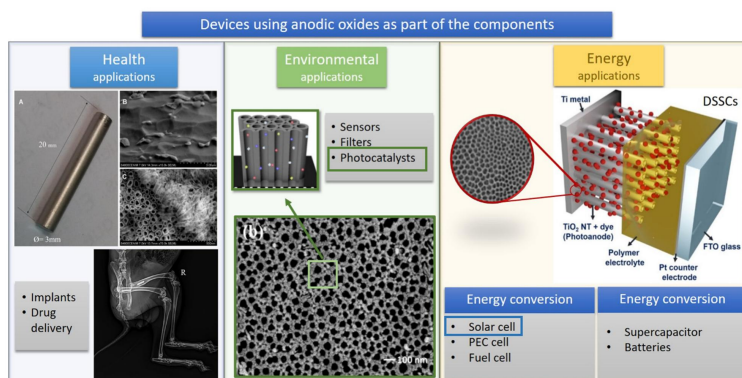 Devices using anodic oxides as part of the components
Health
applications
A
20 mm
Ø= 3mm
B
C
R
• Implants
• Drug
delivery
Environmental
applications
• Sensors
• Filters
• Photocatalysts
(b)
100 nm
Energy
applications
Ti metal
DSSCs
TiO₂ NT + dye
(Photoanode)
Polymer
electrolyte
Pt counter
electrode
FTO glass
Energy conversion
• Solar cell
• PEC cell
• Fuel cell
Energy conversion
• Supercapacitor
• Batteries